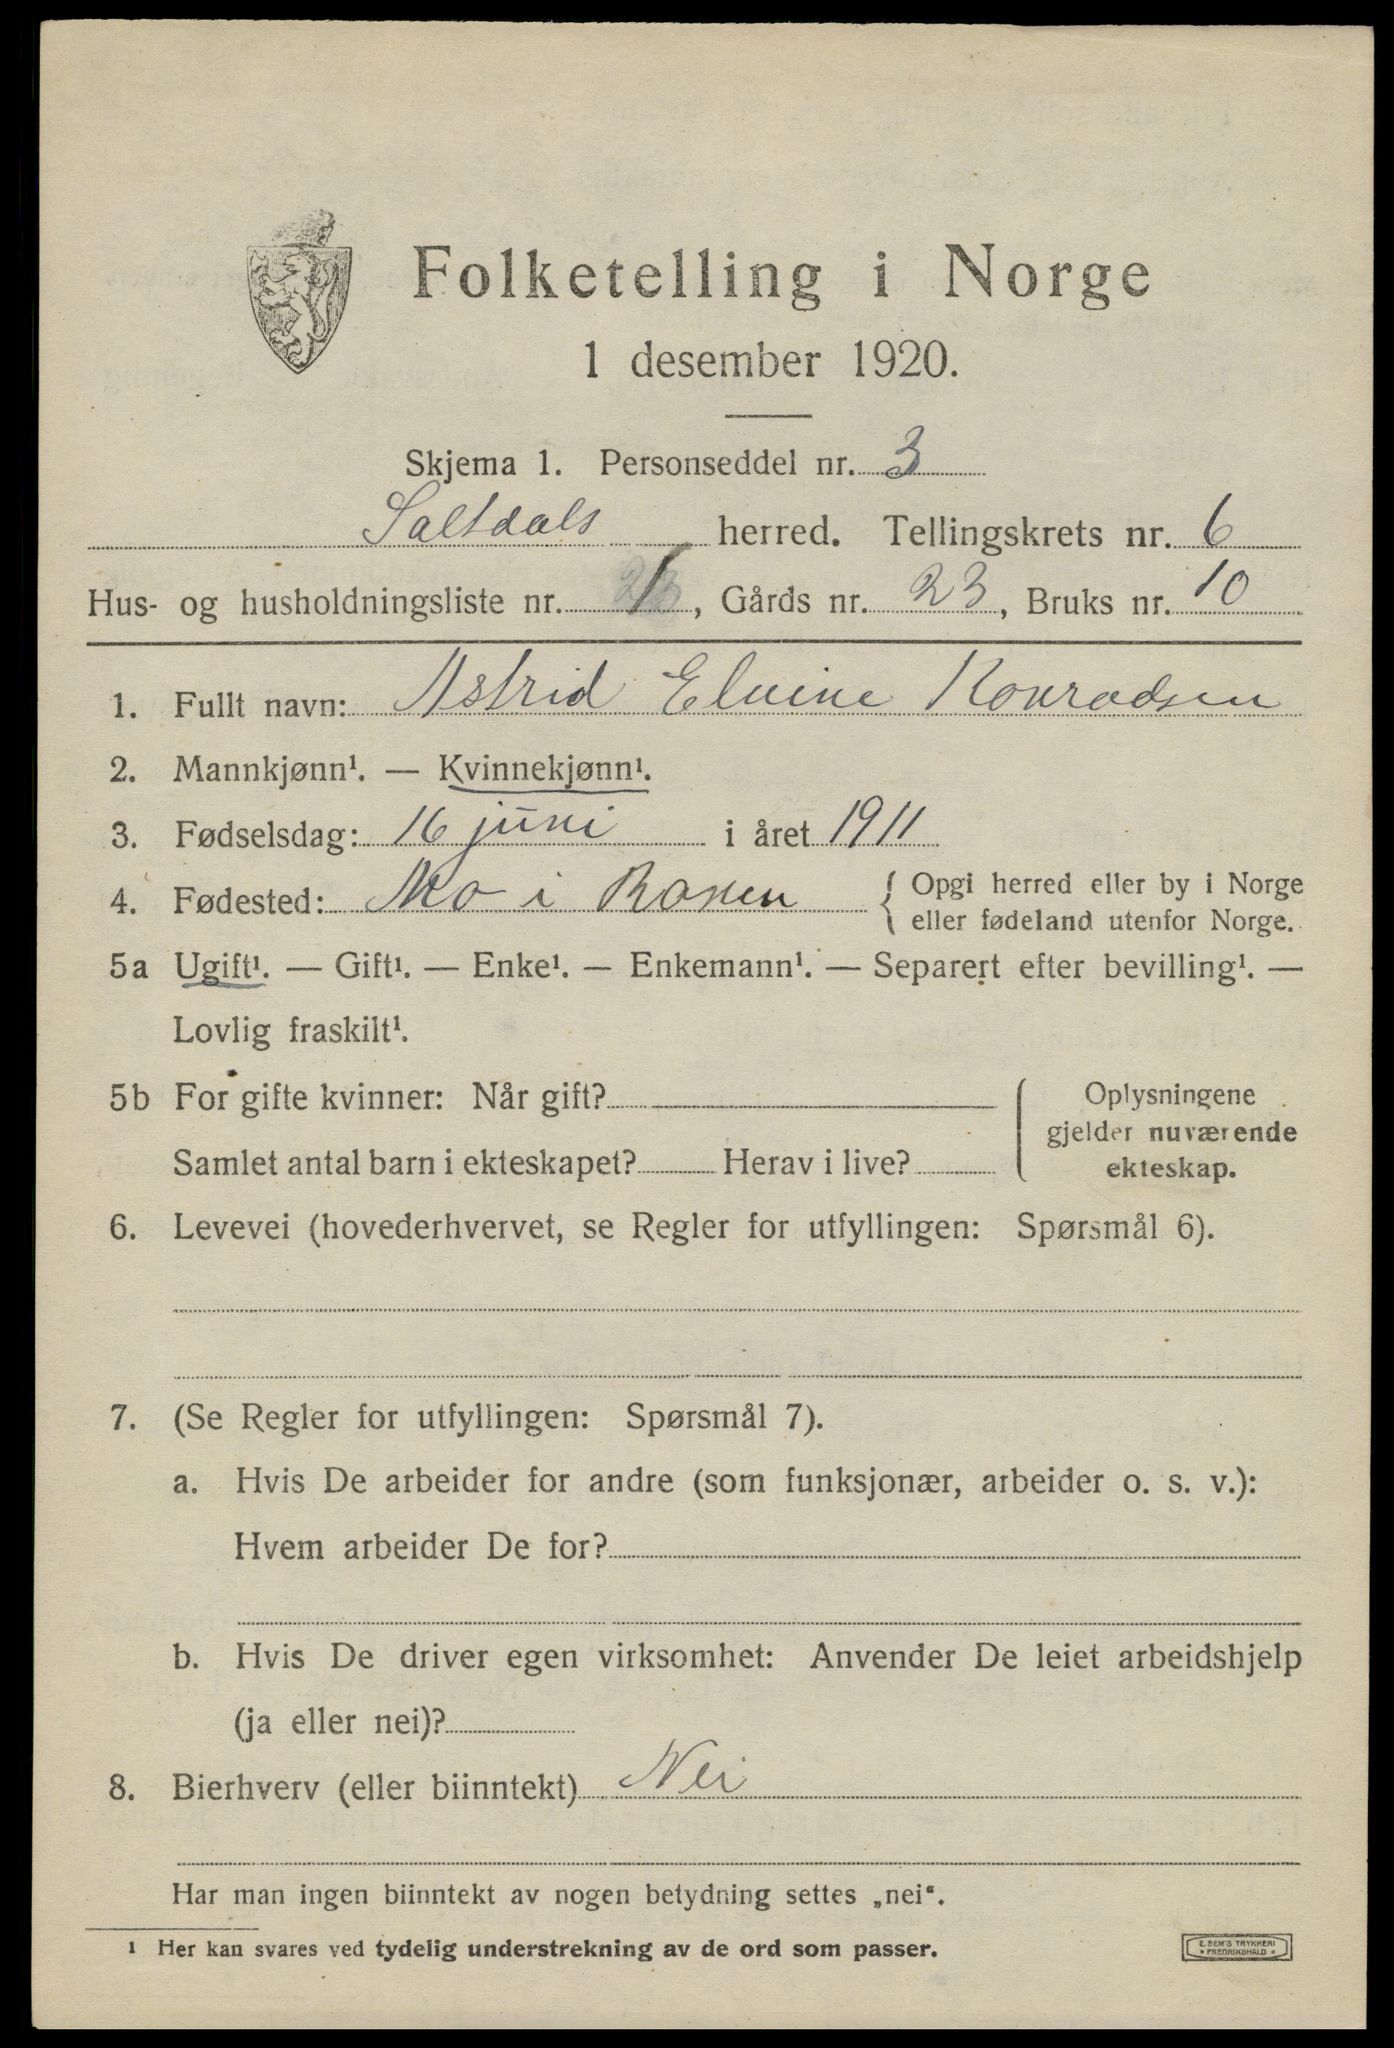 Folketelling i Norge
1 desember 1920.
Skjema 1. Personseddel nr. 3
Saltdals herred. Tellingskrets nr. 6
Hus- og husholdningsliste nr. 1, Gårds nr. 23, Bruks nr. 10
1. Fullt navn: Astrid Elvine Konradsen
2. Mannkjønn¹. — Kvinnekjønn¹.
3. Fødselsdag: 16 juni i året 1911
4. Fødested: Mo i Ranen { Opgi herred eller by i Norge
eller fødeland utenfor Norge.
5a Ugift¹. — Gift¹. — Enke¹. — Enkemann¹. — Separert efter bevilling¹. —
Lovlig fraskilt¹.
5b For gifte kvinner: Når gift?
Samlet antal barn i ekteskapet? Herav i live?
Oplysningene
gjelder nuværende
ekteskap.
6. Levevei (hovederhvervet, se Regler for utfyllingen: Spørsmål 6).
7. (Se Regler for utfyllingen: Spørsmål 7).
a. Hvis De arbeider for andre (som funksjonær, arbeider o. s. v.):
Hvem arbeider De for?
b. Hvis De driver egen virksomhet: Anvender De leiet arbeidshjelp
(ja eller nei)?
8. Bierhverv (eller biinntekt) Nei
Har man ingen biinntekt av nogen betydning settes „nei“.
1 Her kan svares ved tydelig understrekning av de ord som passer.
E. SEM'S TRYKKERI
• FREDRIKSHALD •